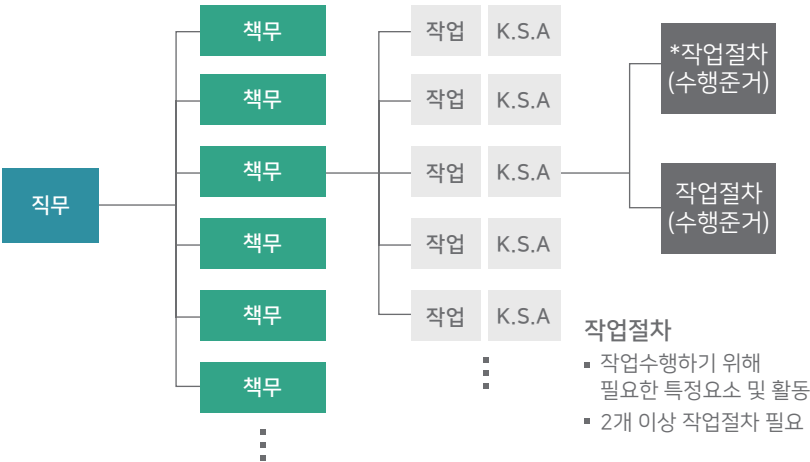 직무
책무
책무
책무
책무
책무
책무
작업 K.S.A
작업 K.S.A
작업 K.S.A
작업 K.S.A
작업 K.S.A
*작업절차
(수행준거)
작업절차
(수행준거)
작업절차
▪ 작업수행하기 위해
필요한 특정요소 및 활동
▪ 2개 이상 작업절차 필요